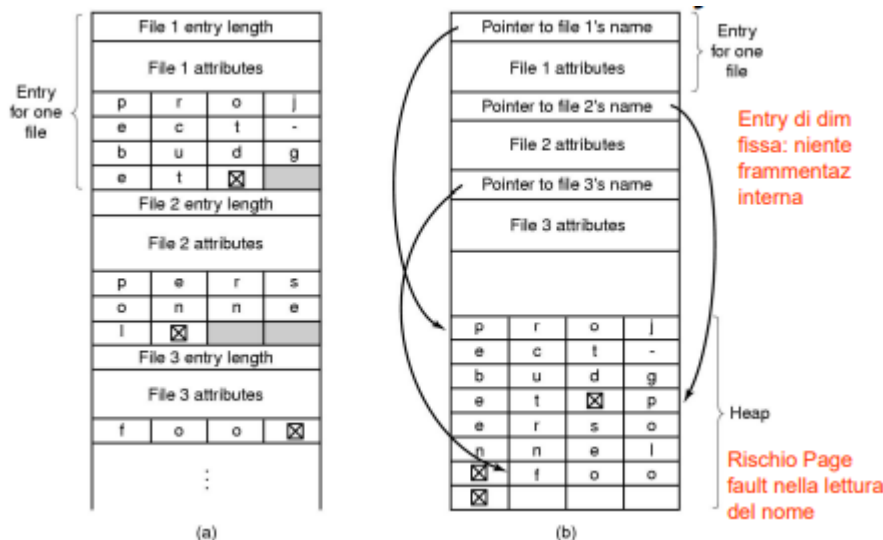 File 1 entry length
File 1 attributes
p r o j
e c t -
b u d g
e t ☒
File 2 entry length
File 2 attributes
p e r s
o n n e
l ☒
File 3 entry length
File 3 attributes
f o o ☒
⋮
Entry
for one
file
(a)
Pointer to file 1's name
File 1 attributes
Pointer to file 2's name
File 2 attributes
Pointer to file 3's name
File 3 attributes
p r o j
e c t -
b u d g
e t ☒ p
e r s o
n n e l
☒ f o o
☒
Entry
for one
file
Heap
(b)
Entry di dim
fissa: niente
frammentaz
interna
Rischio Page
fault nella lettura
del nome